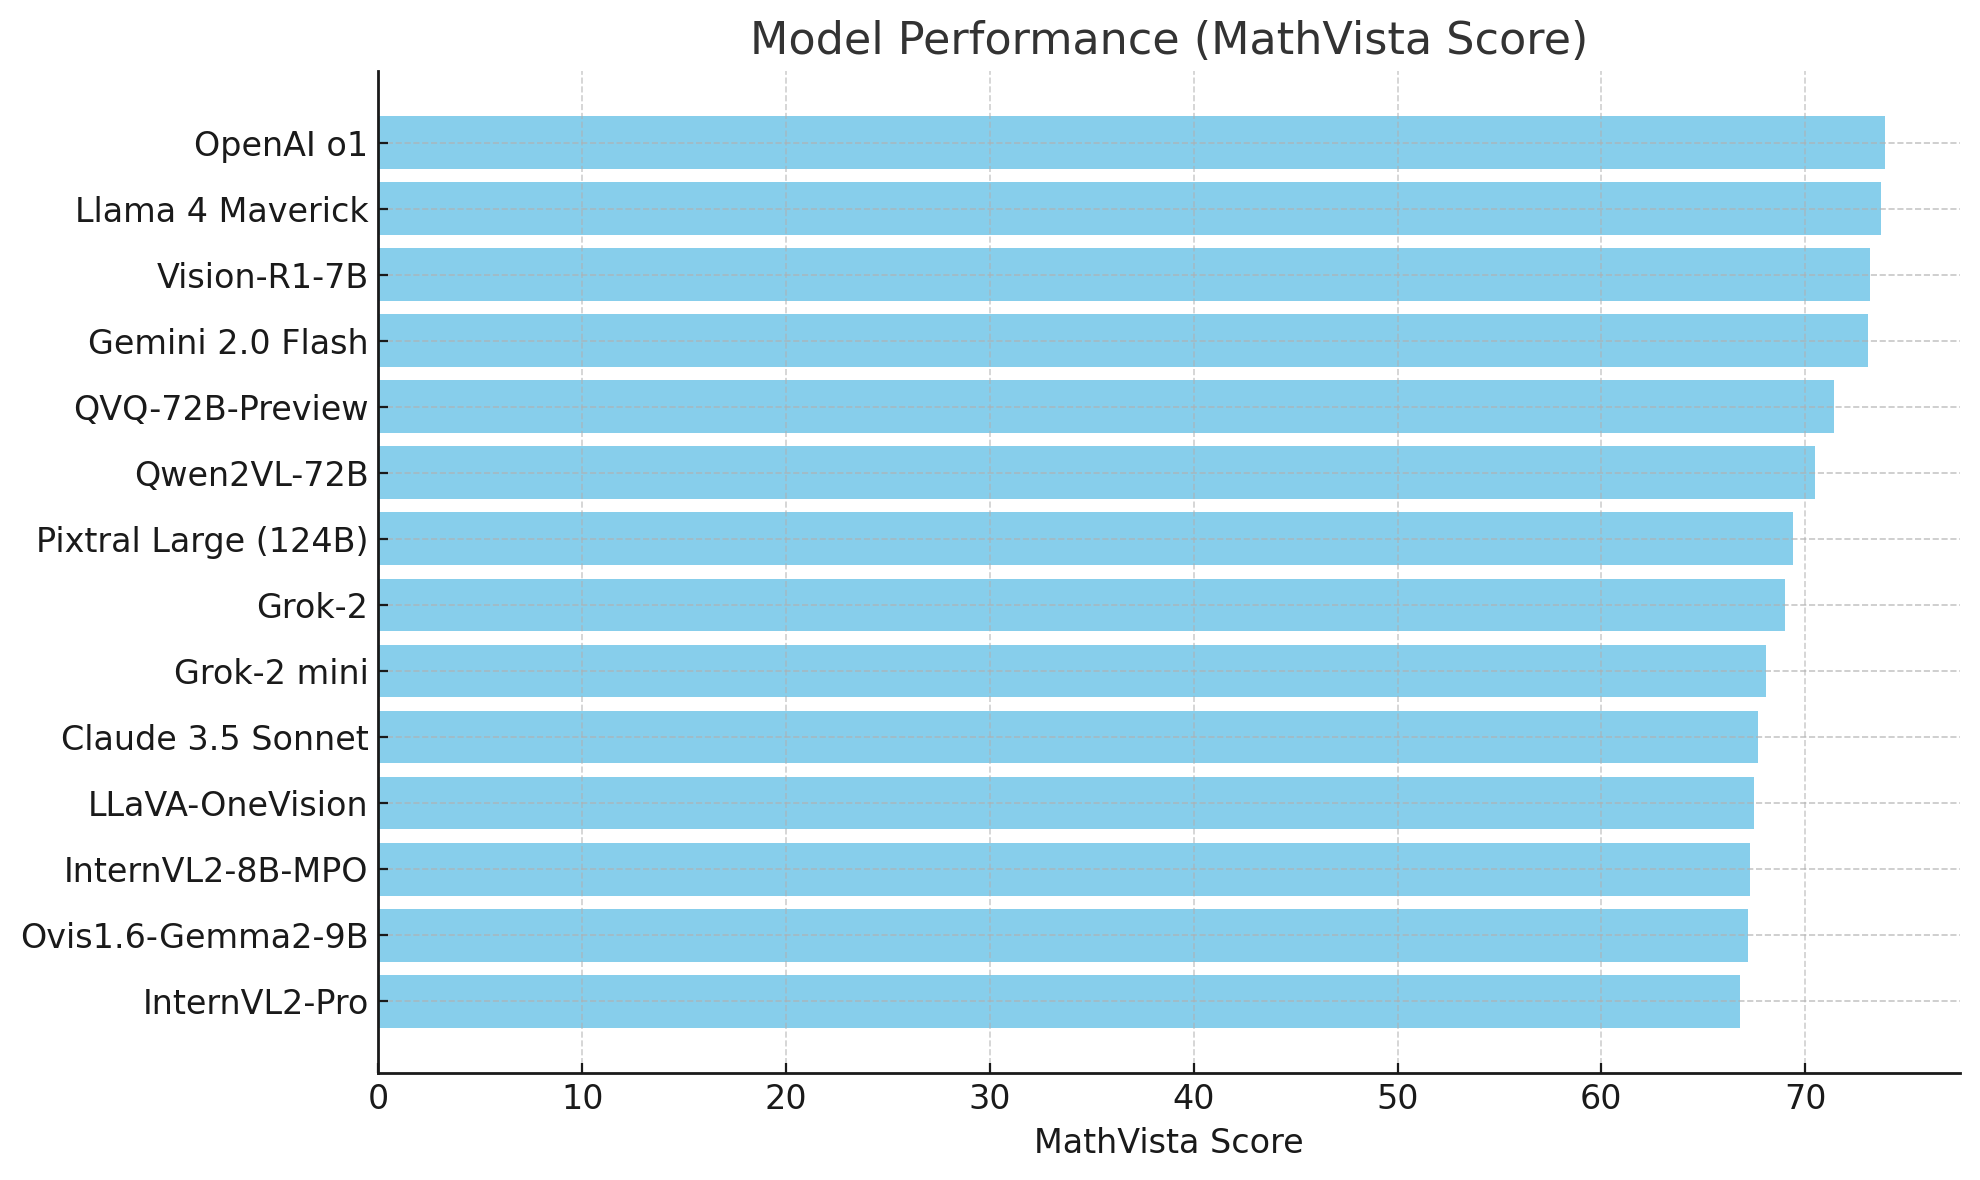 Model Performance (MathVista Score)
OpenAI o1
Llama 4 Maverick
Vision-R1-7B
Gemini 2.0 Flash
QVQ-72B-Preview
Qwen2VL-72B
Pixtral Large (124B)
Grok-2
Grok-2 mini
Claude 3.5 Sonnet
LLaVA-OneVision
InternVL2-8B-MPO
Ovis1.6-Gemma2-9B
InternVL2-Pro
0 10 20 30 40 50 60 70
MathVista Score